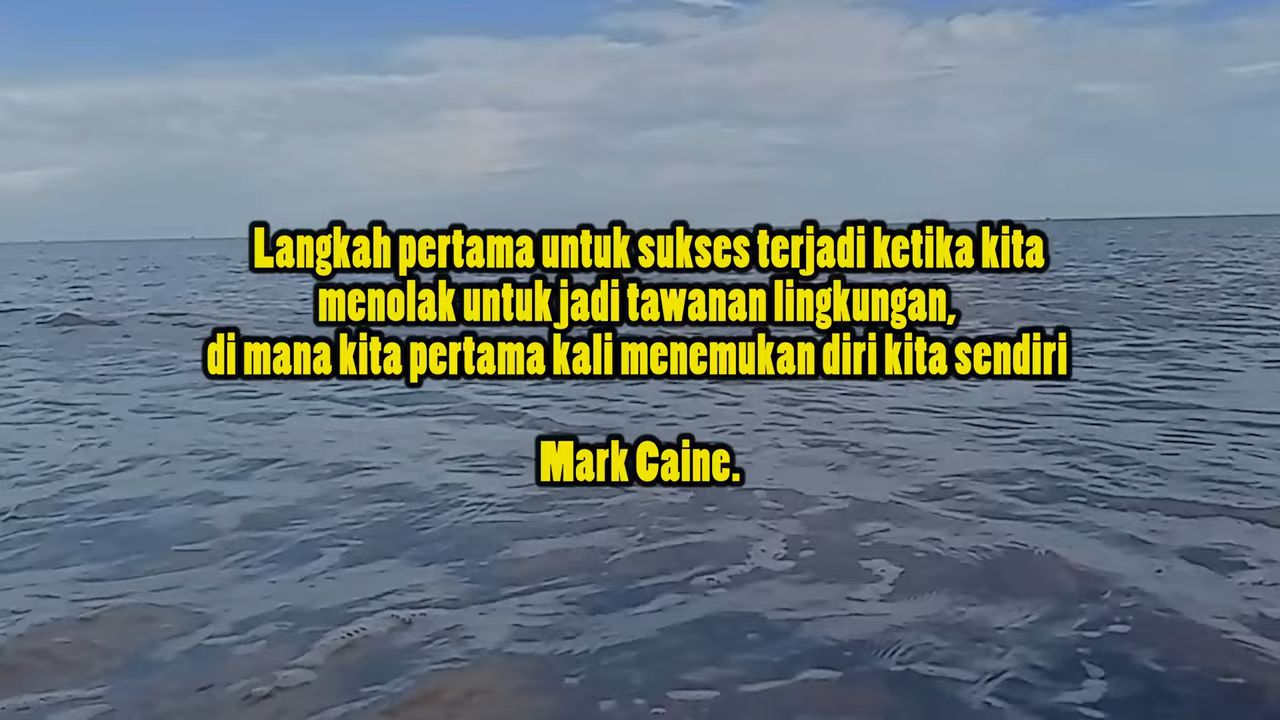 Langkah pertama untuk sukses terjadi ketika kita
menolak untuk jadi tawanan lingkungan,
di mana kita pertama kali menemukan diri kita sendiri
Mark Caine.